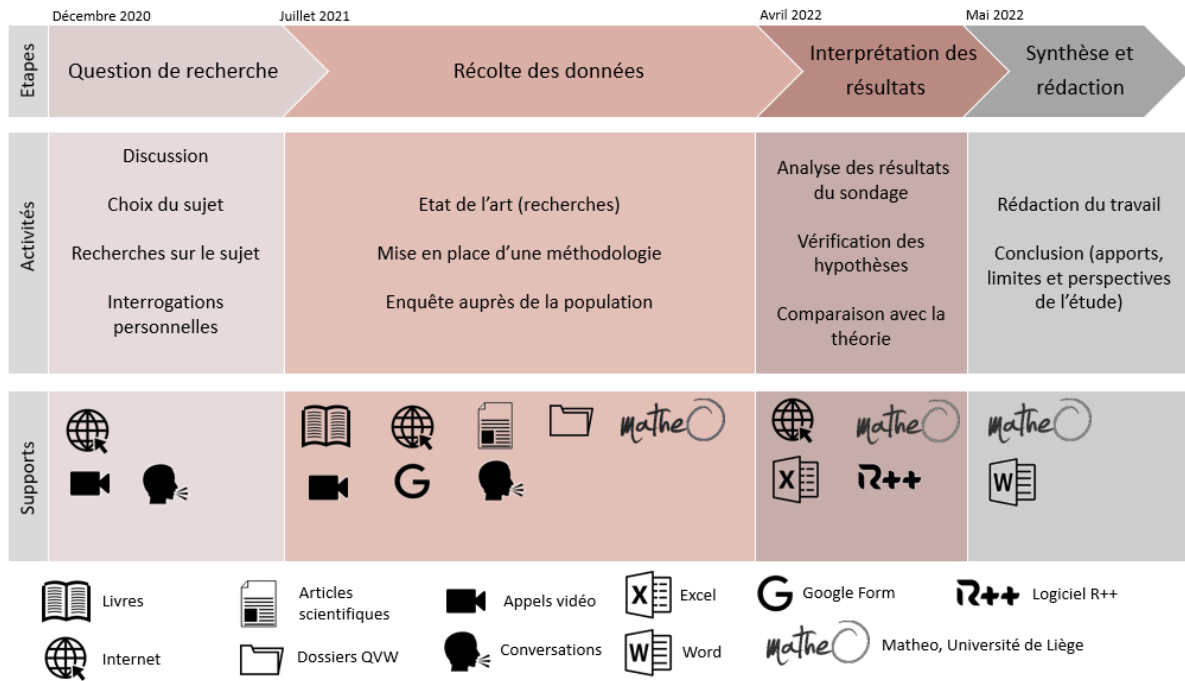 Décembre 2020
Juillet 2021
Avril 2022
Mai 2022
Etapes
Question de recherche
Récolte des données
Interprétation des
résultats
Synthèse et
rédaction
Activités
Discussion
Choix du sujet
Recherches sur le sujet
Interrogations
personnelles
Etat de l'art (recherches)
Mise en place d'une méthodologie
Enquête auprès de la population
Analyse des résultats
du sondage
Vérification des
hypothèses
Comparaison avec la
théorie
Rédaction du travail
Conclusion (apports,
limites et perspectives
de l'étude)
Supports
matheO
G
matheO
X
R++
matheO
W
Livres
Articles
scientifiques
Appels vidéo
X
Excel
G
Google Form
R++
Logiciel R++
Internet
Dossiers QVW
Conversations
W
Word
matheO
Matheo, Université de Liège